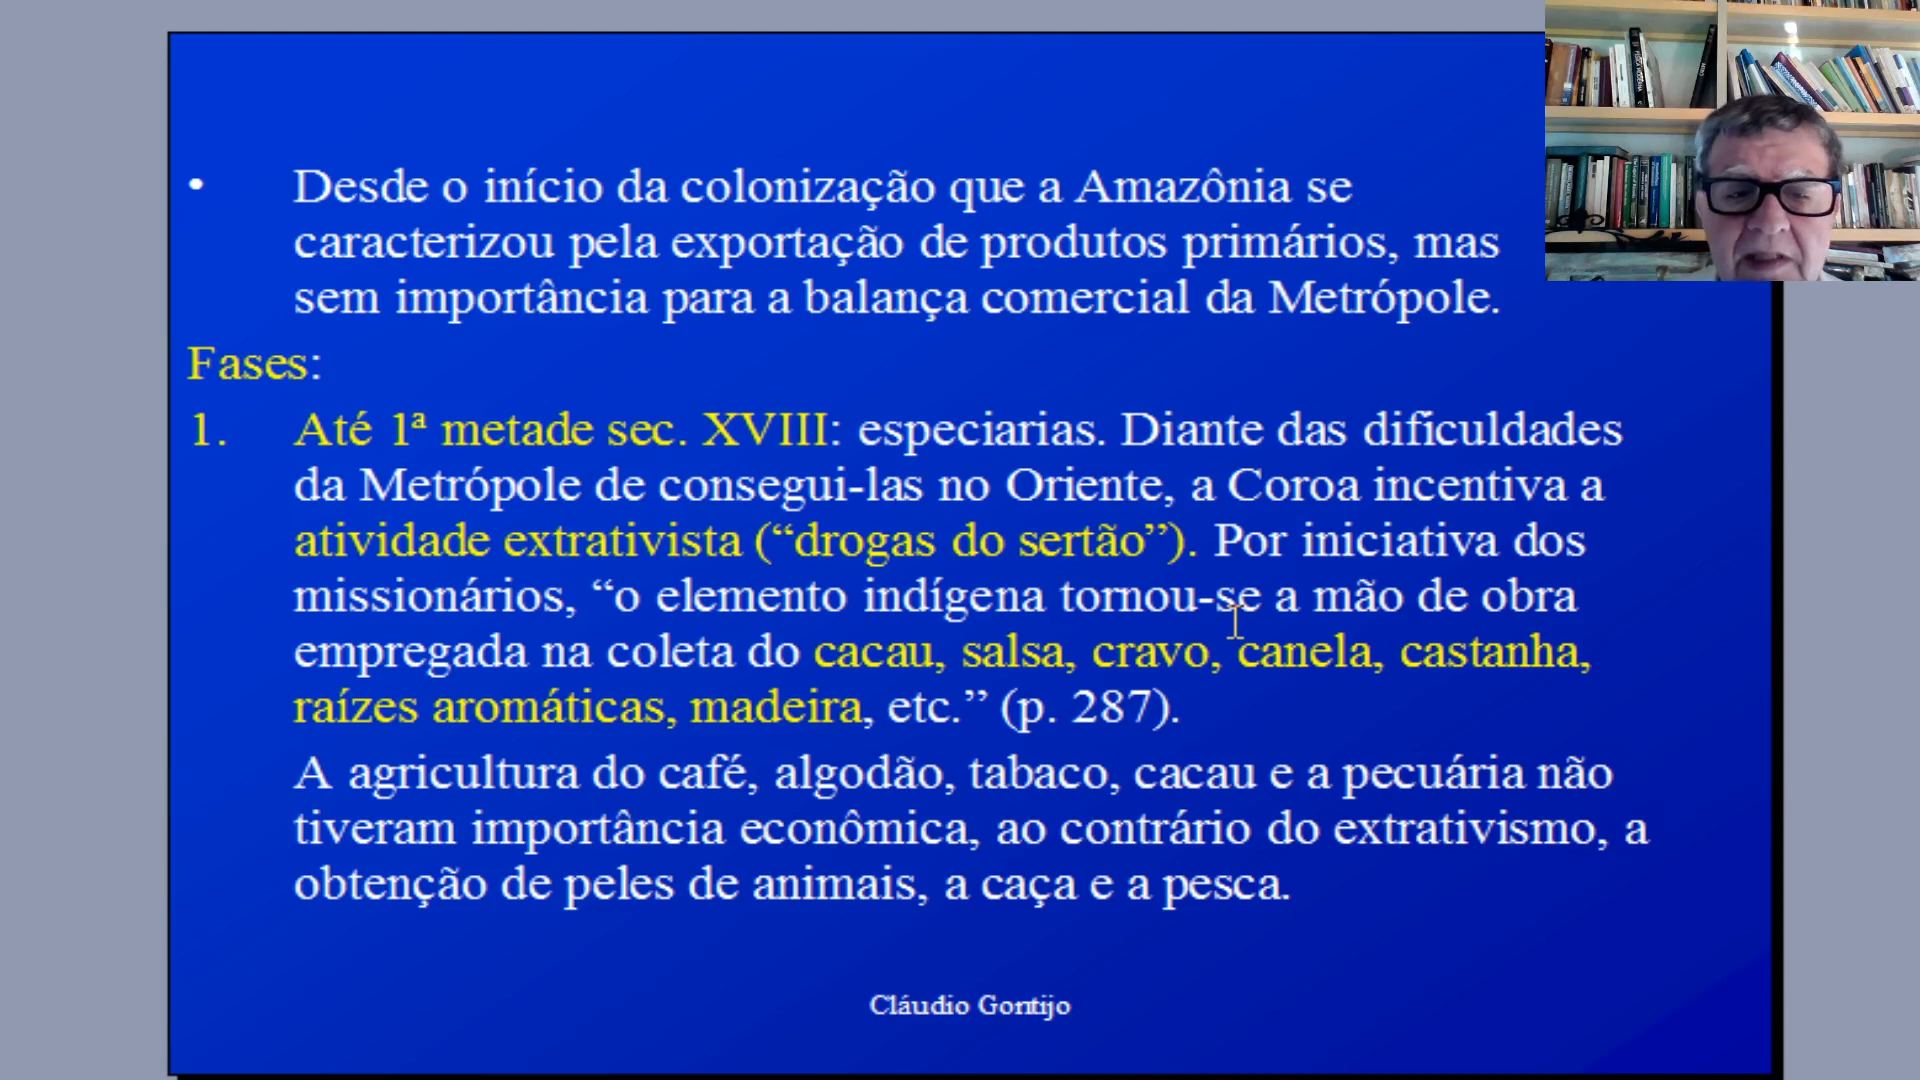 • Desde o início da colonização que a Amazônia se
caracterizou pela exportação de produtos primários, mas
sem importância para a balança comercial da Metrópole.
Fases:
1. Até 1ª metade sec. XVIII: especiarias. Diante das dificuldades
da Metrópole de consegui-las no Oriente, a Coroa incentiva a
atividade extrativista (“drogas do sertão”). Por iniciativa dos
missionários, “o elemento indígena tornou-se a mão de obra
empregada na coleta do cacau, salsa, cravo, canela, castanha,
raízes aromáticas, madeira, etc.” (p. 287).
A agricultura do café, algodão, tabaco, cacau e a pecuária não
tiveram importância econômica, ao contrário do extrativismo, a
obtenção de peles de animais, a caça e a pesca.
Cláudio Gontijo